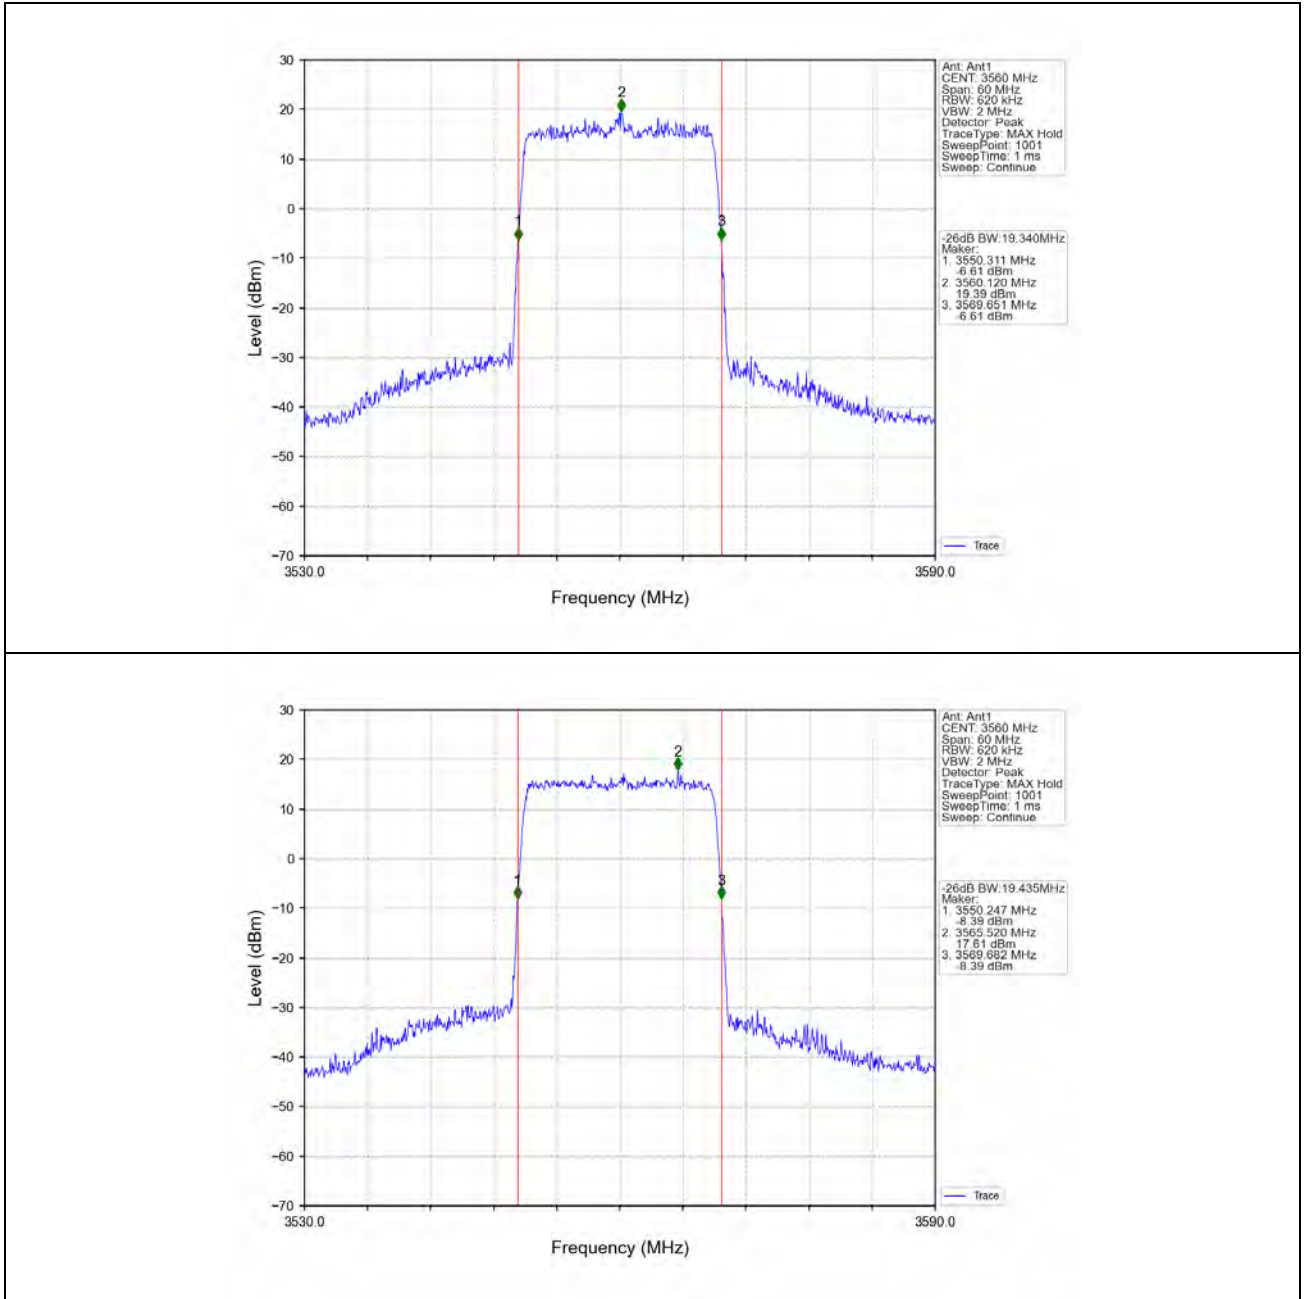 30
20
10
0
−10
−20
−30
−40
−50
−60
−70
Level (dBm)
3530.0
3590.0
Frequency (MHz)
1
2
3
Ant: Ant1
CENT: 3560 MHz
Span: 60 MHz
RBW: 620 kHz
VBW: 2 MHz
Detector: Peak
TraceType: MAX Hold
SweepPoint: 1001
SweepTime: 1 ms
Sweep: Continue
-26dB BW:19.340MHz
Maker:
1. 3550.311 MHz
-6.61 dBm
2. 3560.120 MHz
19.39 dBm
3. 3569.651 MHz
-6.61 dBm
Trace
30
20
10
0
−10
−20
−30
−40
−50
−60
−70
Level (dBm)
3530.0
3590.0
Frequency (MHz)
1
2
3
Ant: Ant1
CENT: 3560 MHz
Span: 60 MHz
RBW: 620 kHz
VBW: 2 MHz
Detector: Peak
TraceType: MAX Hold
SweepPoint: 1001
SweepTime: 1 ms
Sweep: Continue
-26dB BW:19.435MHz
Maker:
1. 3550.247 MHz
-8.39 dBm
2. 3565.520 MHz
17.61 dBm
3. 3569.682 MHz
-8.39 dBm
Trace